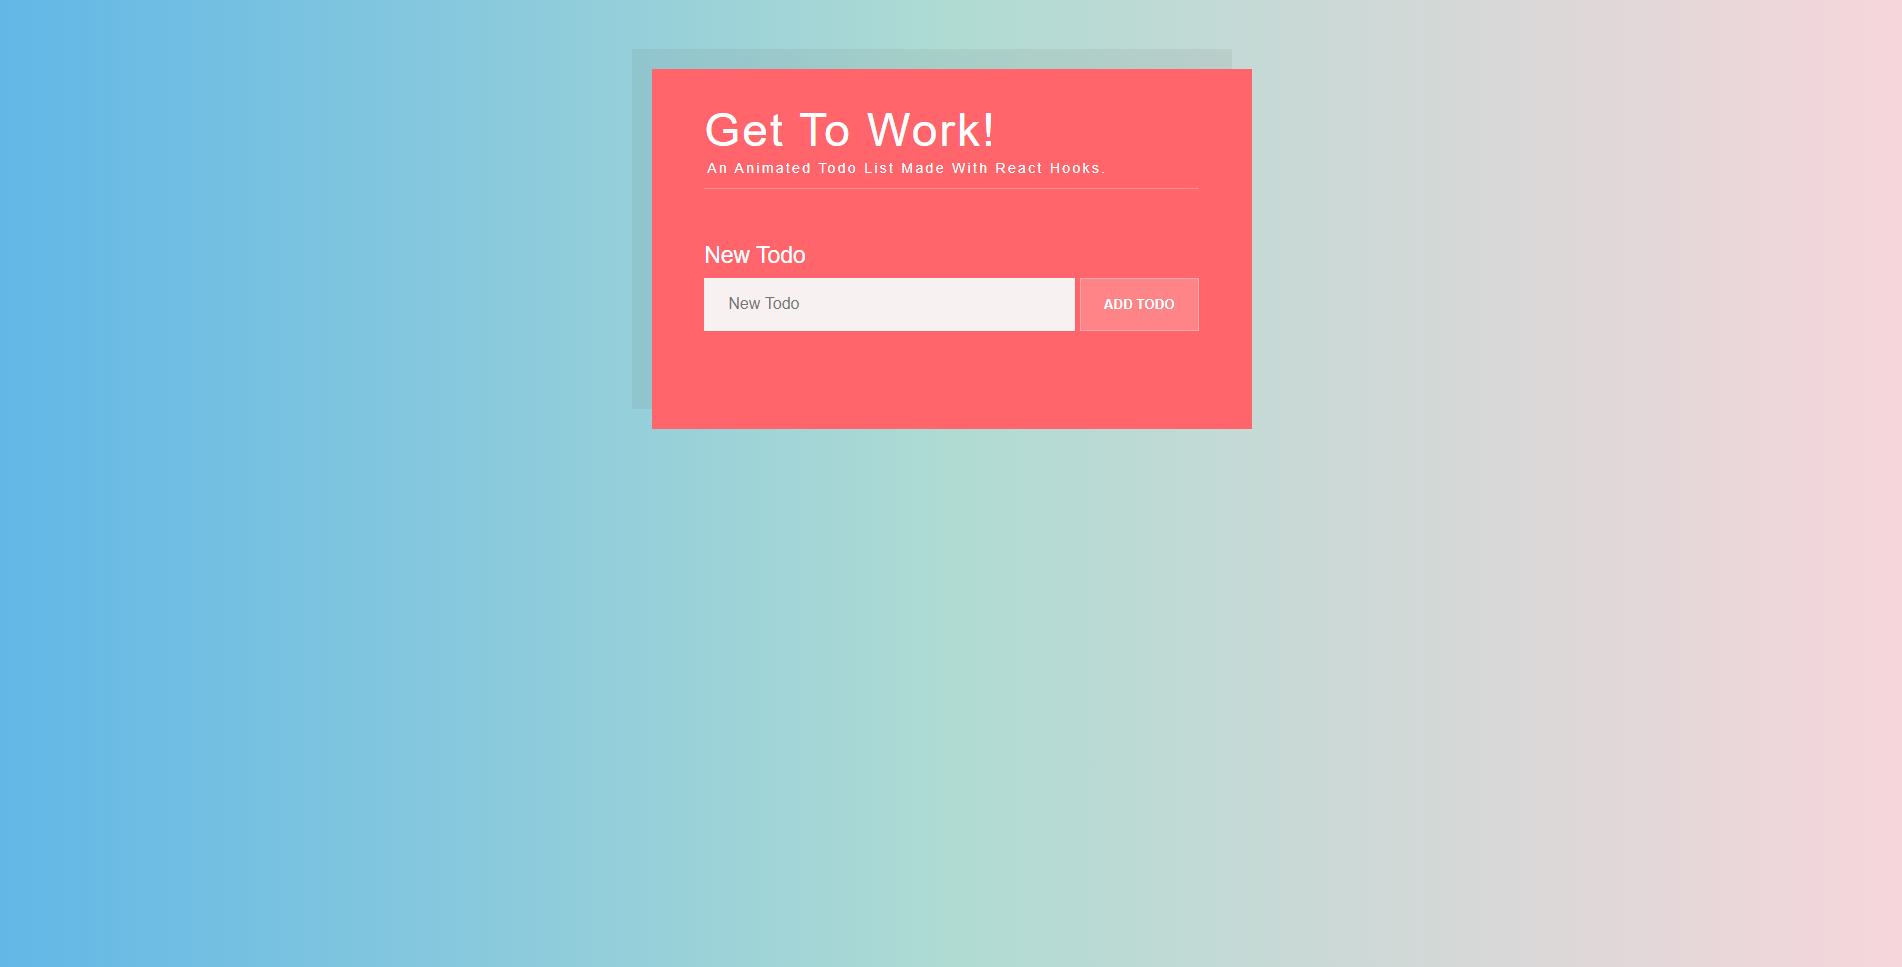 Get To Work!
An Animated Todo List Made With React Hooks.
New Todo
New Todo
ADD TODO